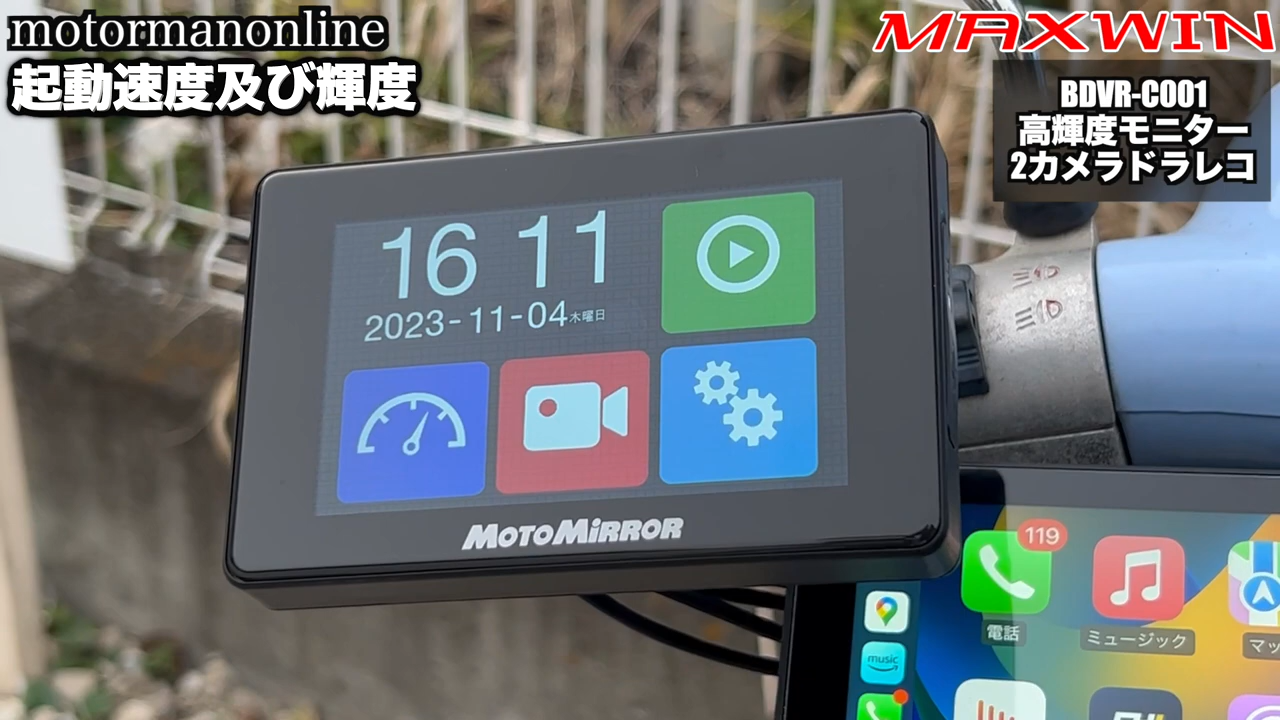 motormanonline
起動速度及び輝度
MAXWIN
BDVR-C001
高輝度モニター
2カメラドラレコ
16 11
2023-11-04木曜日
MOTOMiRROR
119
電話
ミュージック
マッ
music